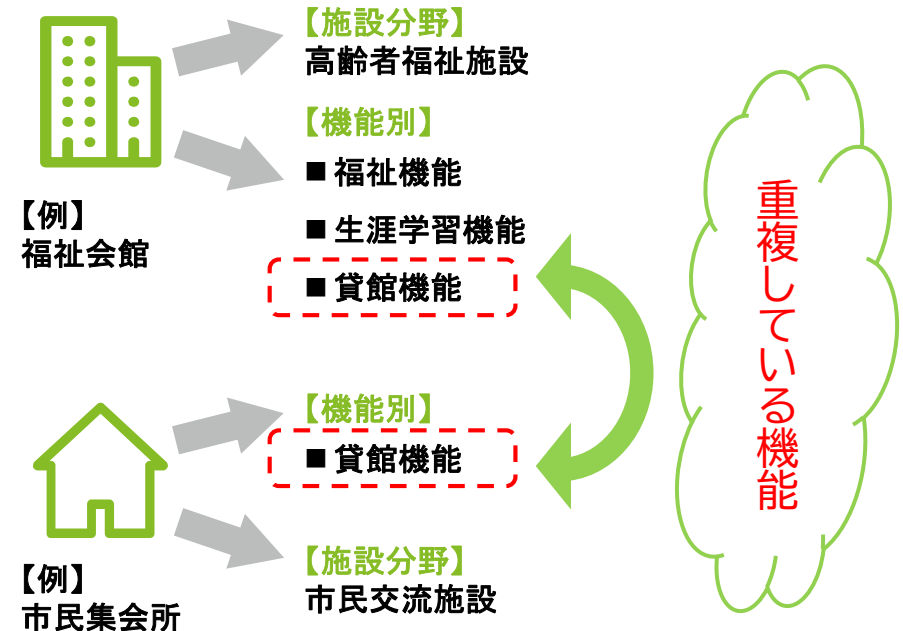 【施設分野】
高齢者福祉施設
【機能別】
■福祉機能
■生涯学習機能
■貸館機能
【例】
福祉会館
【機能別】
■貸館機能
【施設分野】
市民交流施設
【例】
市民集会所
重複している機能